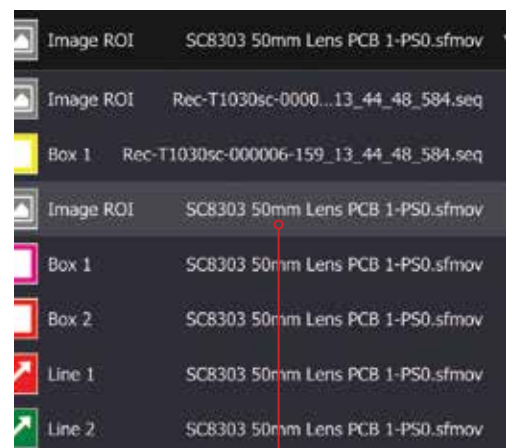 Image ROI SC8303 50mm Lens PCB 1-PS0.sfmov
Image ROI Rec-T1030sc-0000...13_44_48_584.seq
Box 1 Rec-T1030sc-000006-159_13_44_48_584.seq
Image ROI SC8303 50mm Lens PCB 1-PS0.sfmov
Box 1 SC8303 50mm Lens PCB 1-PS0.sfmov
Box 2 SC8303 50mm Lens PCB 1-PS0.sfmov
Line 1 SC8303 50mm Lens PCB 1-PS0.sfmov
Line 2 SC8303 50mm Lens PCB 1-PS0.sfmov